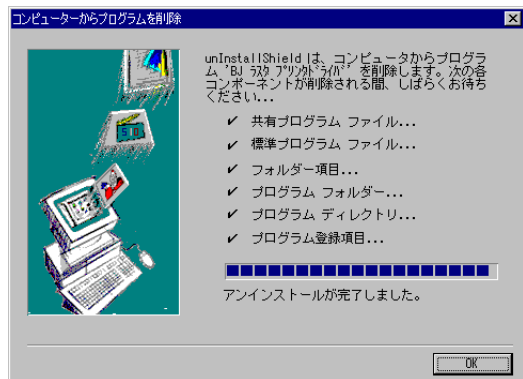 コンピューターからプログラムを削除
unInstallShield は、コンピュータからプログラ
ム 'BJ ﾗｽﾀ ﾌﾟﾘﾝﾀﾄﾞﾗｲﾊﾞ' を削除します。次の各
コンポーネントが削除される間、しばらくお待ち
ください...
✔ 共有プログラム ファイル...
✔ 標準プログラム ファイル...
✔ フォルダー項目...
✔ プログラム フォルダー...
✔ プログラム ディレクトリ...
✔ プログラム登録項目...
アンインストールが完了しました。
OK